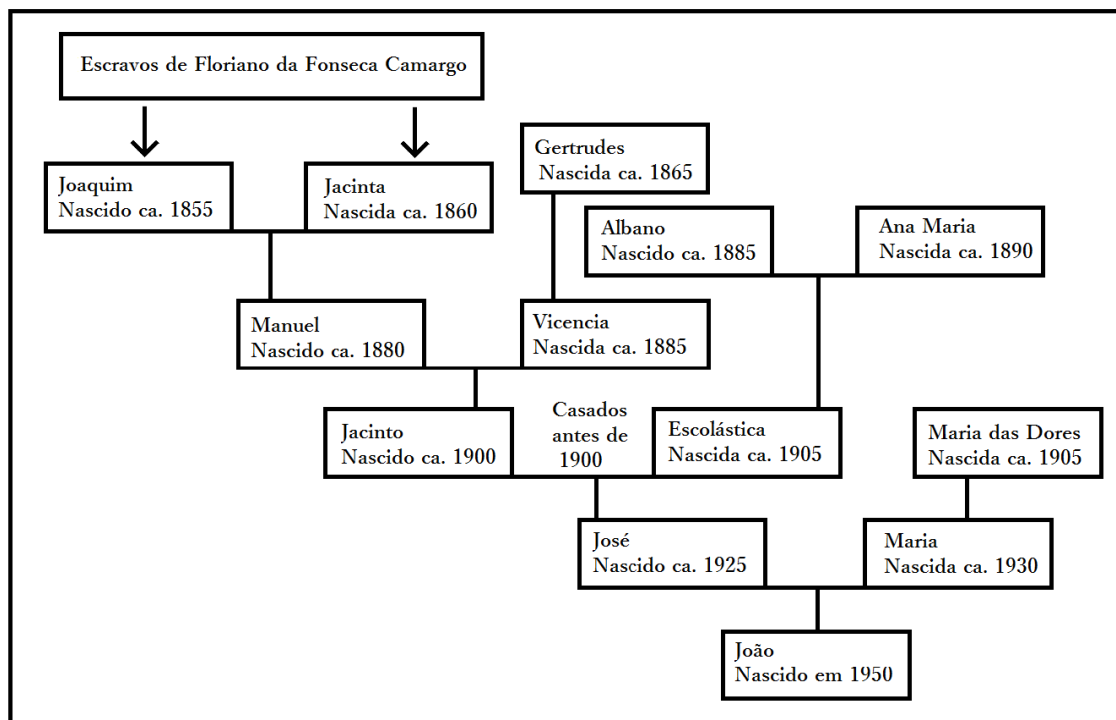 Escravos de Floriano da Fonseca Camargo
Joaquim
Nascido ca. 1855
Jacinta
Nascida ca. 1860
Gertrudes
Nascida ca. 1865
Albano
Nascido ca. 1885
Ana Maria
Nascida ca. 1890
Manuel
Nascido ca. 1880
Vicencia
Nascida ca. 1885
Jacinto
Nascido ca. 1900
Casados
antes de
1900
Escolástica
Nascida ca. 1905
Maria das Dores
Nascida ca. 1905
José
Nascido ca. 1925
Maria
Nascida ca. 1930
João
Nascido em 1950